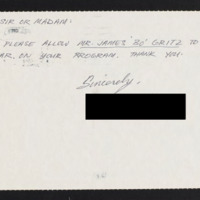 SIR OR MADAM:
PLEASE ALLOW MR. JAMES "BO" GRITZ TO
AR ON YOUR PROGRAM. THANK YOU.
Sincerely,